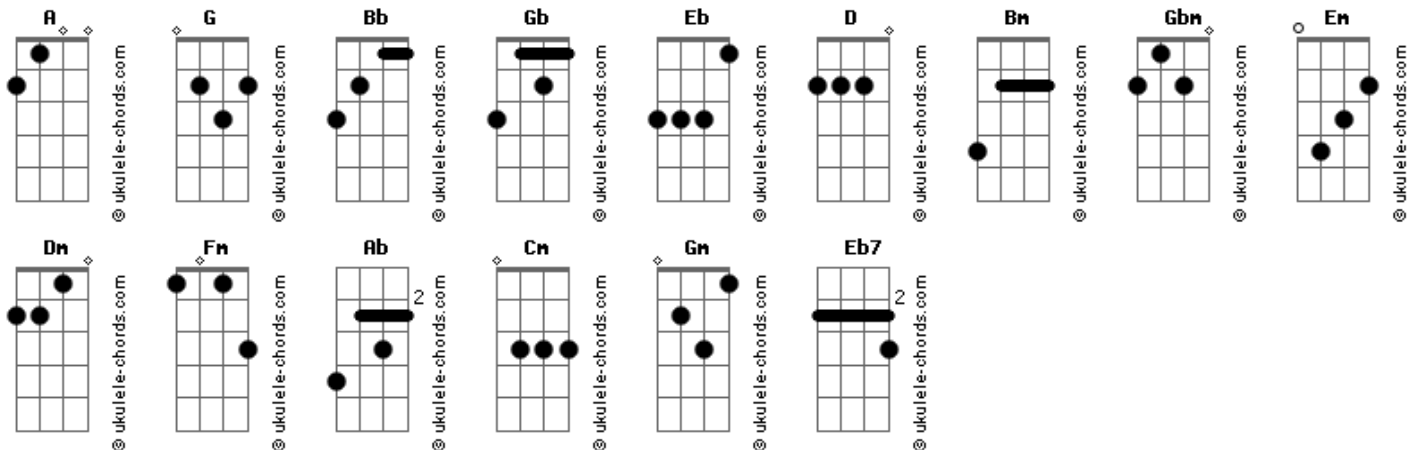 A G Bb Gb Eb D Bm Gbm Em
© ukulele-chords.com © ukulele-chords.com © ukulele-chords.com © ukulele-chords.com © ukulele-chords.com © ukulele-chords.com © ukulele-chords.com © ukulele-chords.com © ukulele-chords.com
Dm Fm Ab Cm Gm Eb7
2 2
© ukulele-chords.com © ukulele-chords.com © ukulele-chords.com © ukulele-chords.com © ukulele-chords.com © ukulele-chords.com